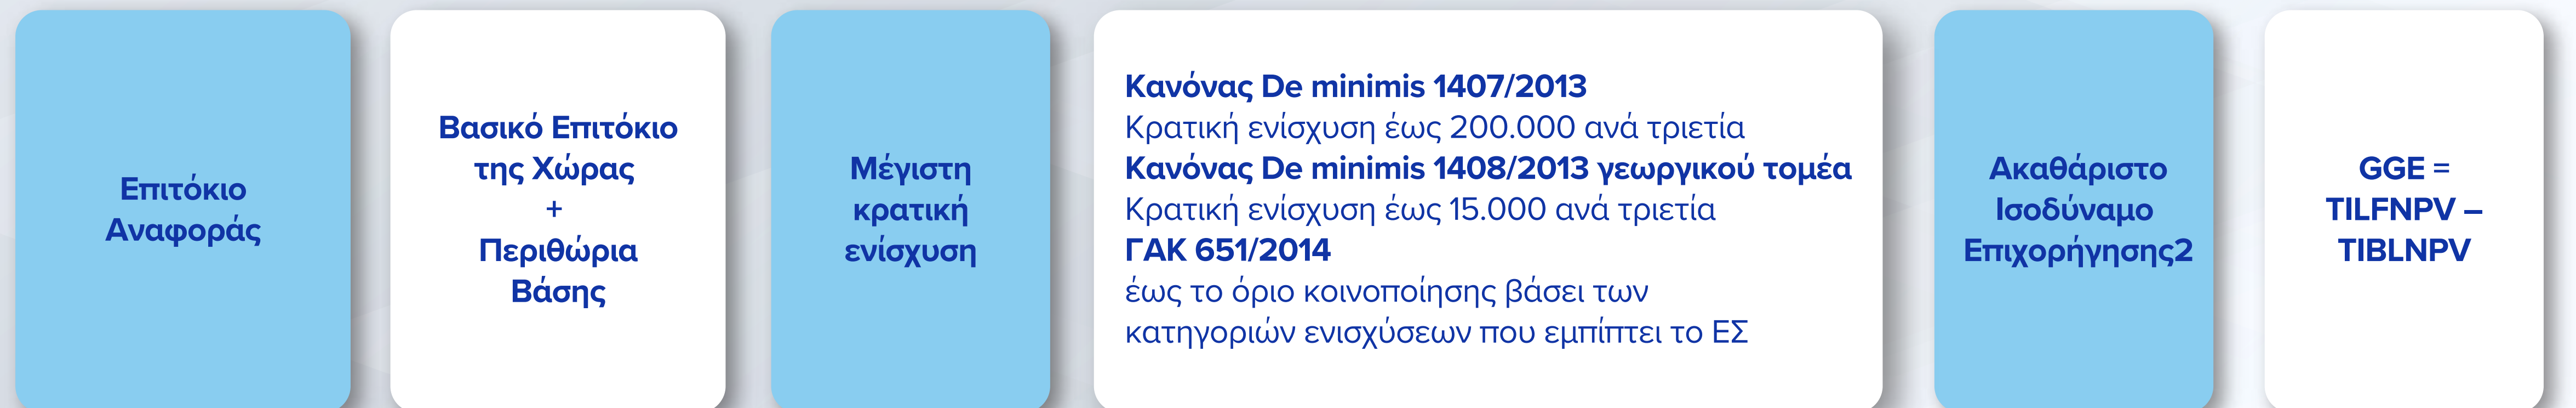 Επιτόκιο
Αναφοράς
Βασικό Επιτόκιο
της Χώρας
+
Περιθώρια
Βάσης
Μέγιστη
κρατική
ενίσχυση
Κανόνας De minimis 1407/2013
Κρατική ενίσχυση έως 200.000 ανά τριετία
Κανόνας De minimis 1408/2013 γεωργικού τομέα
Κρατική ενίσχυση έως 15.000 ανά τριετία
ΓΑΚ 651/2014
έως το όριο κοινοποίησης βάσει των
κατηγοριών ενισχύσεων που εμπίπτει το ΕΣ
Ακαθάριστο
Ισοδύναμο
Επιχορήγησης2
GGE =
TILFNPV –
TIBLNPV